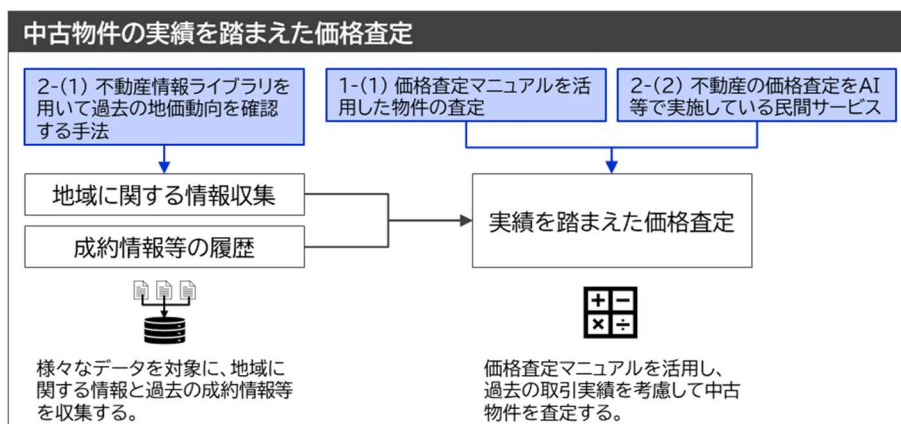 中古物件の実績を踏まえた価格査定
2-(1) 不動産情報ライブラリを
用いて過去の地価動向を確認
する手法
1-(1) 価格査定マニュアルを活
用した物件の査定
2-(2) 不動産の価格査定をAI
等で実施している民間サービス
地域に関する情報収集
成約情報等の履歴
実績を踏まえた価格査定
様々なデータを対象に、地域に
関する情報と過去の成約情報等
を収集する。
価格査定マニュアルを活用し、
過去の取引実績を考慮して中古
物件を査定する。